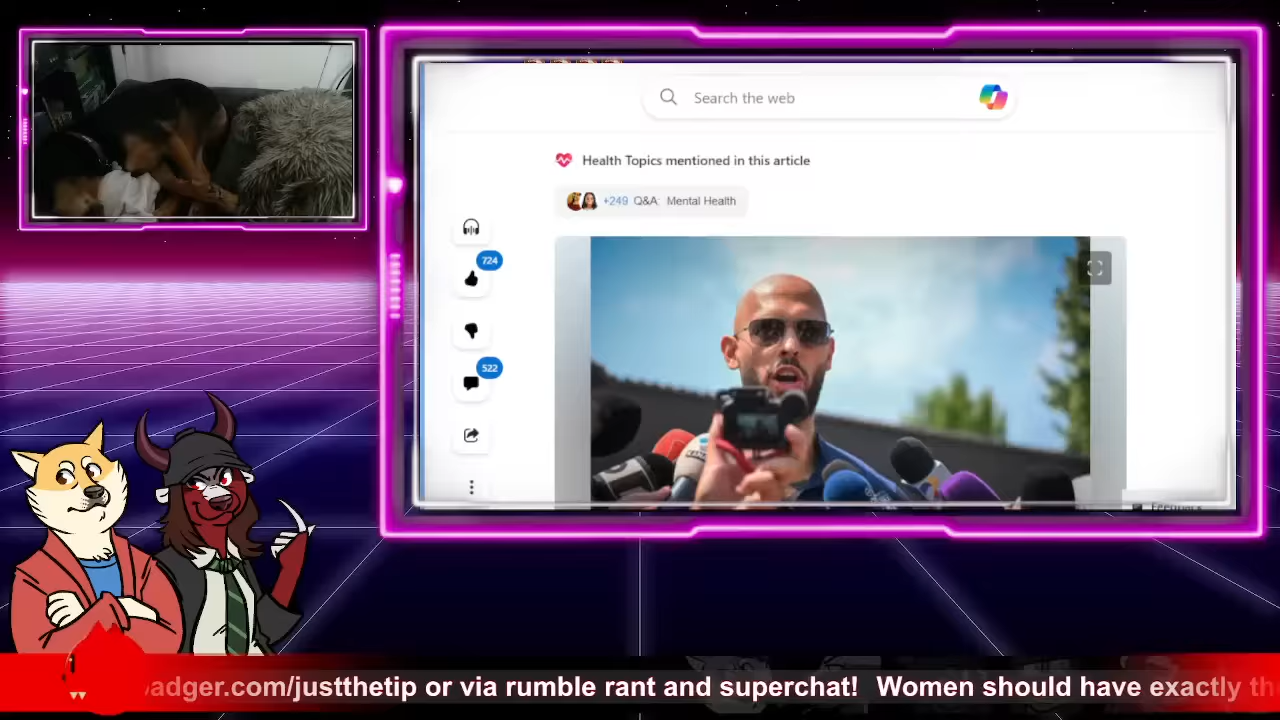 Search the web
Health Topics mentioned in this article
+249 Q&A: Mental Health
724
522
Feedback
adger.com/justthetip or via rumble rant and superchat! Women should have exactly